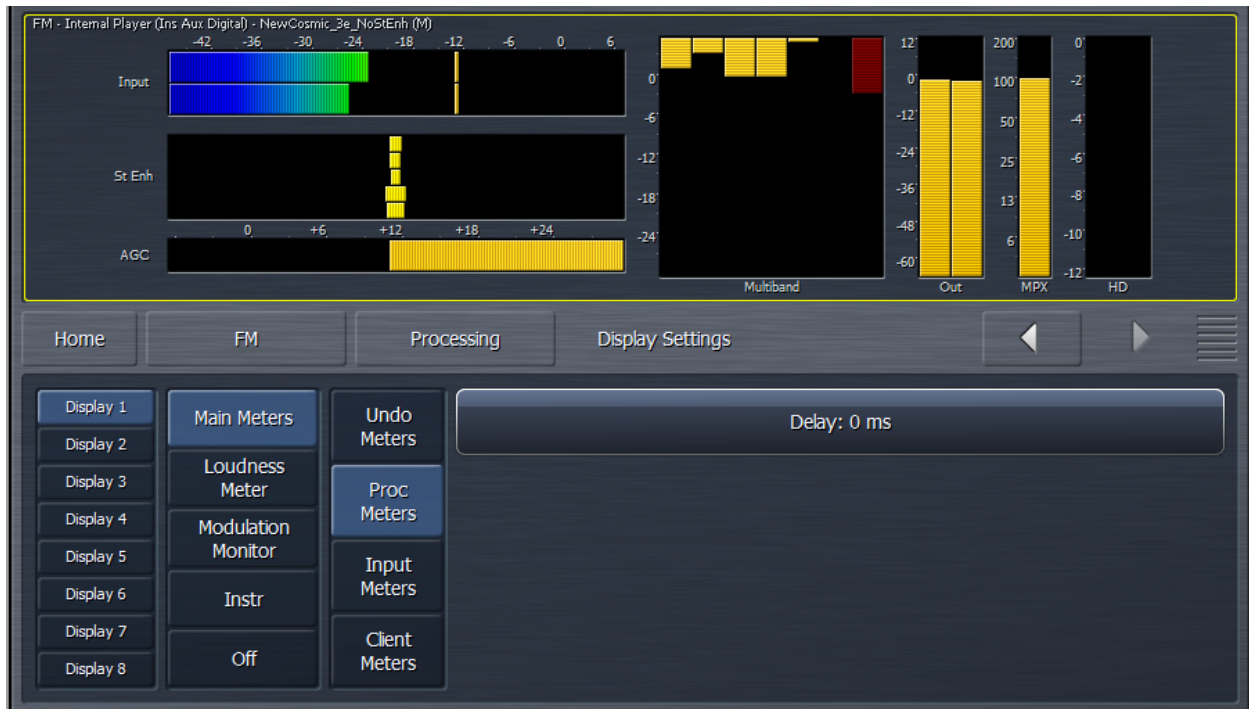 FM - Internal Player (Ins Aux Digital) - NewCosmic_3e_NoStEnh (M)
-42 -36 -30 -24 -18 -12 -6 0 6
Input
St Enh
0 +6 +12 +18 +24
AGC
0
-6
-12
-18
-24
Multiband
12
0
-12
-24
-36
-48
-60
Out
200
100
50
25
13
6
MPX
0
-2
-4
-6
-8
-10
-12
HD
Home FM Processing Display Settings
Display 1
Display 2
Display 3
Display 4
Display 5
Display 6
Display 7
Display 8
Main Meters
Loudness
Meter
Modulation
Monitor
Instr
Off
Undo
Meters
Proc
Meters
Input
Meters
Client
Meters
Delay: 0 ms